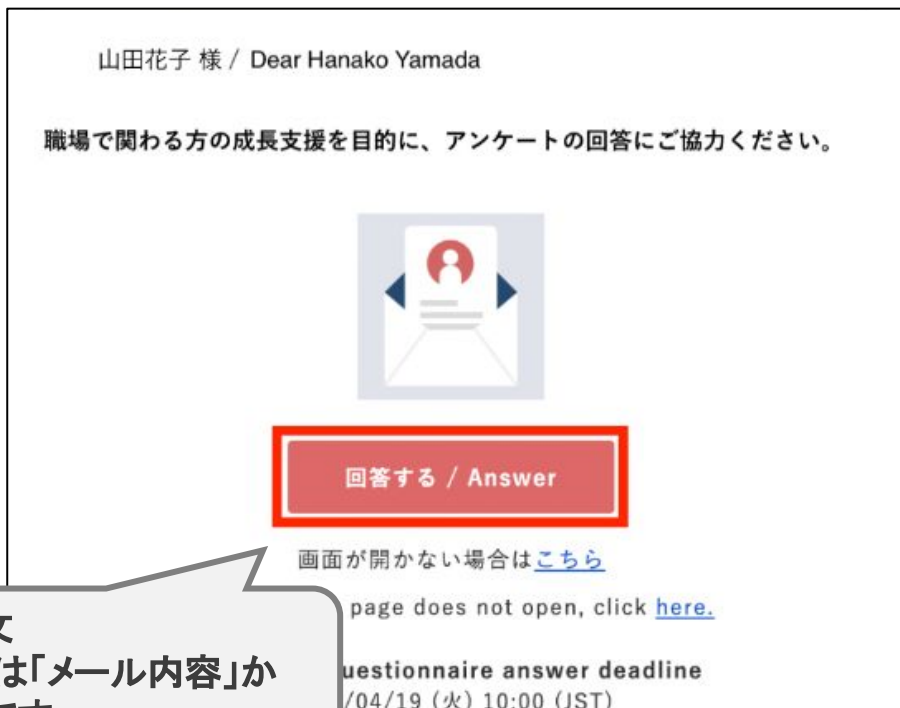 山田花子 様 / Dear Hanako Yamada
職場で関わる方の成長支援を目的に、アンケートの回答にご協力ください。
回答する / Answer
画面が開かない場合はこちら
page does not open, click here.
answer deadline
/04/19 (火) 10:00 (JST)
は「メール内容」か
です